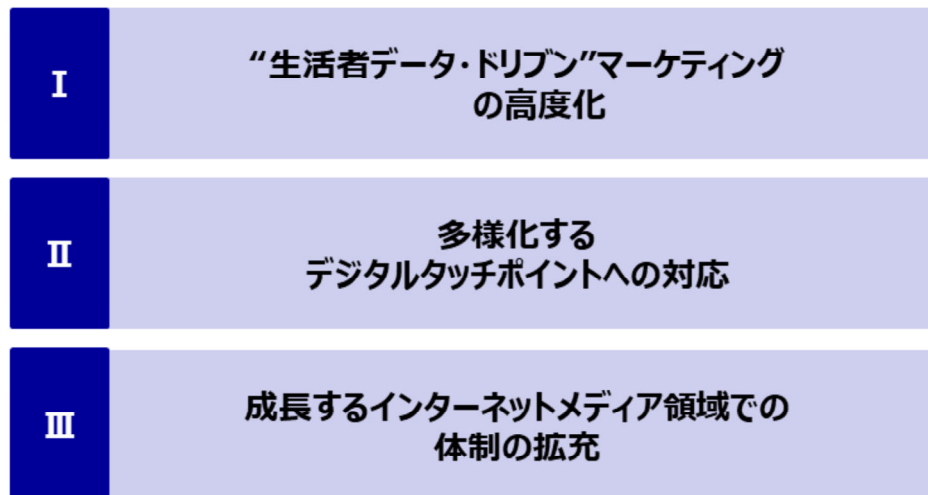 Ⅰ
“生活者データ・ドリブン”マーケティング
の高度化
Ⅱ
多様化する
デジタルタッチポイントへの対応
Ⅲ
成長するインターネットメディア領域での
体制の拡充